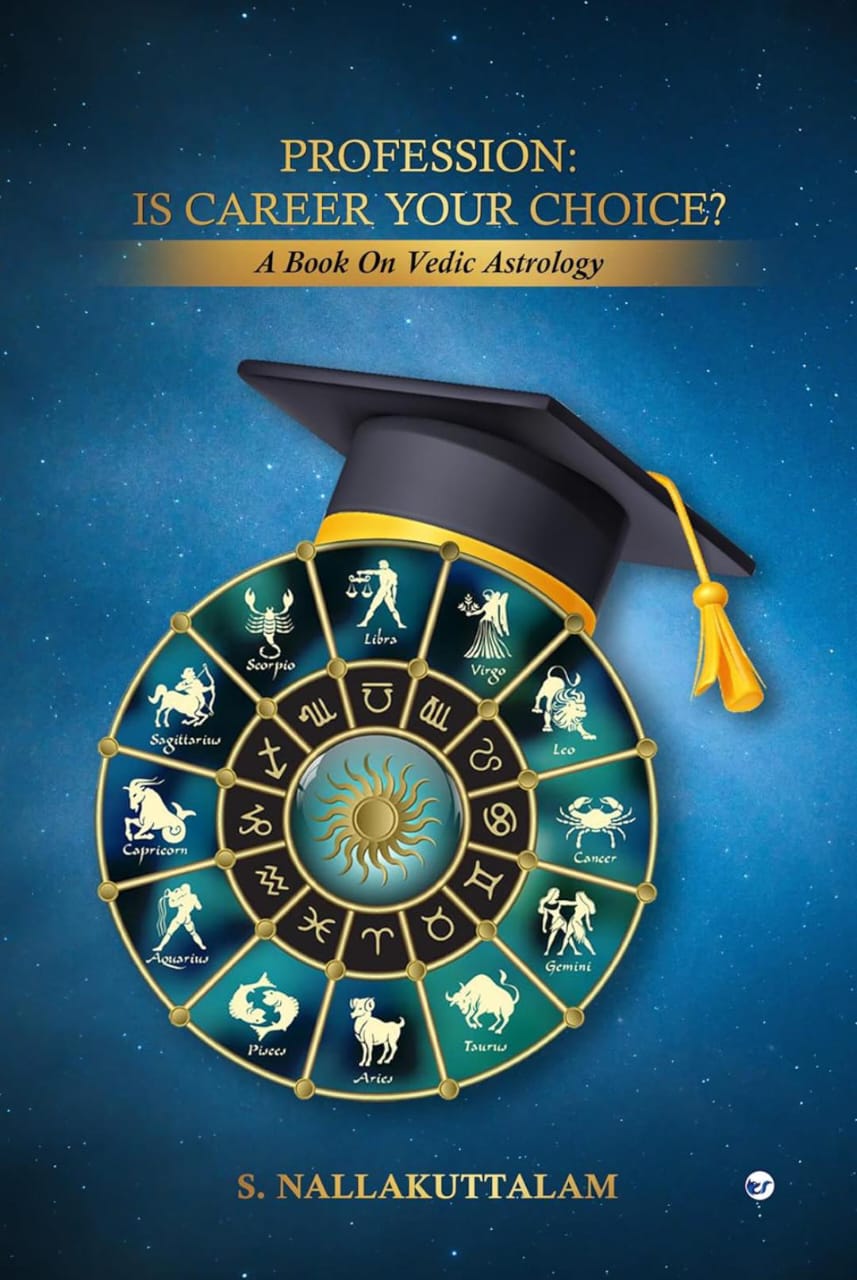 PROFESSION:
IS CAREER YOUR CHOICE?
A Book On Vedic Astrology
Libra
Scorpio
Virgo
Sagittarius
Leo
Capricorn
Cancer
Aquarius
Gemini
Pisces
Taurus
Aries
S. NALLAKUTTALAM